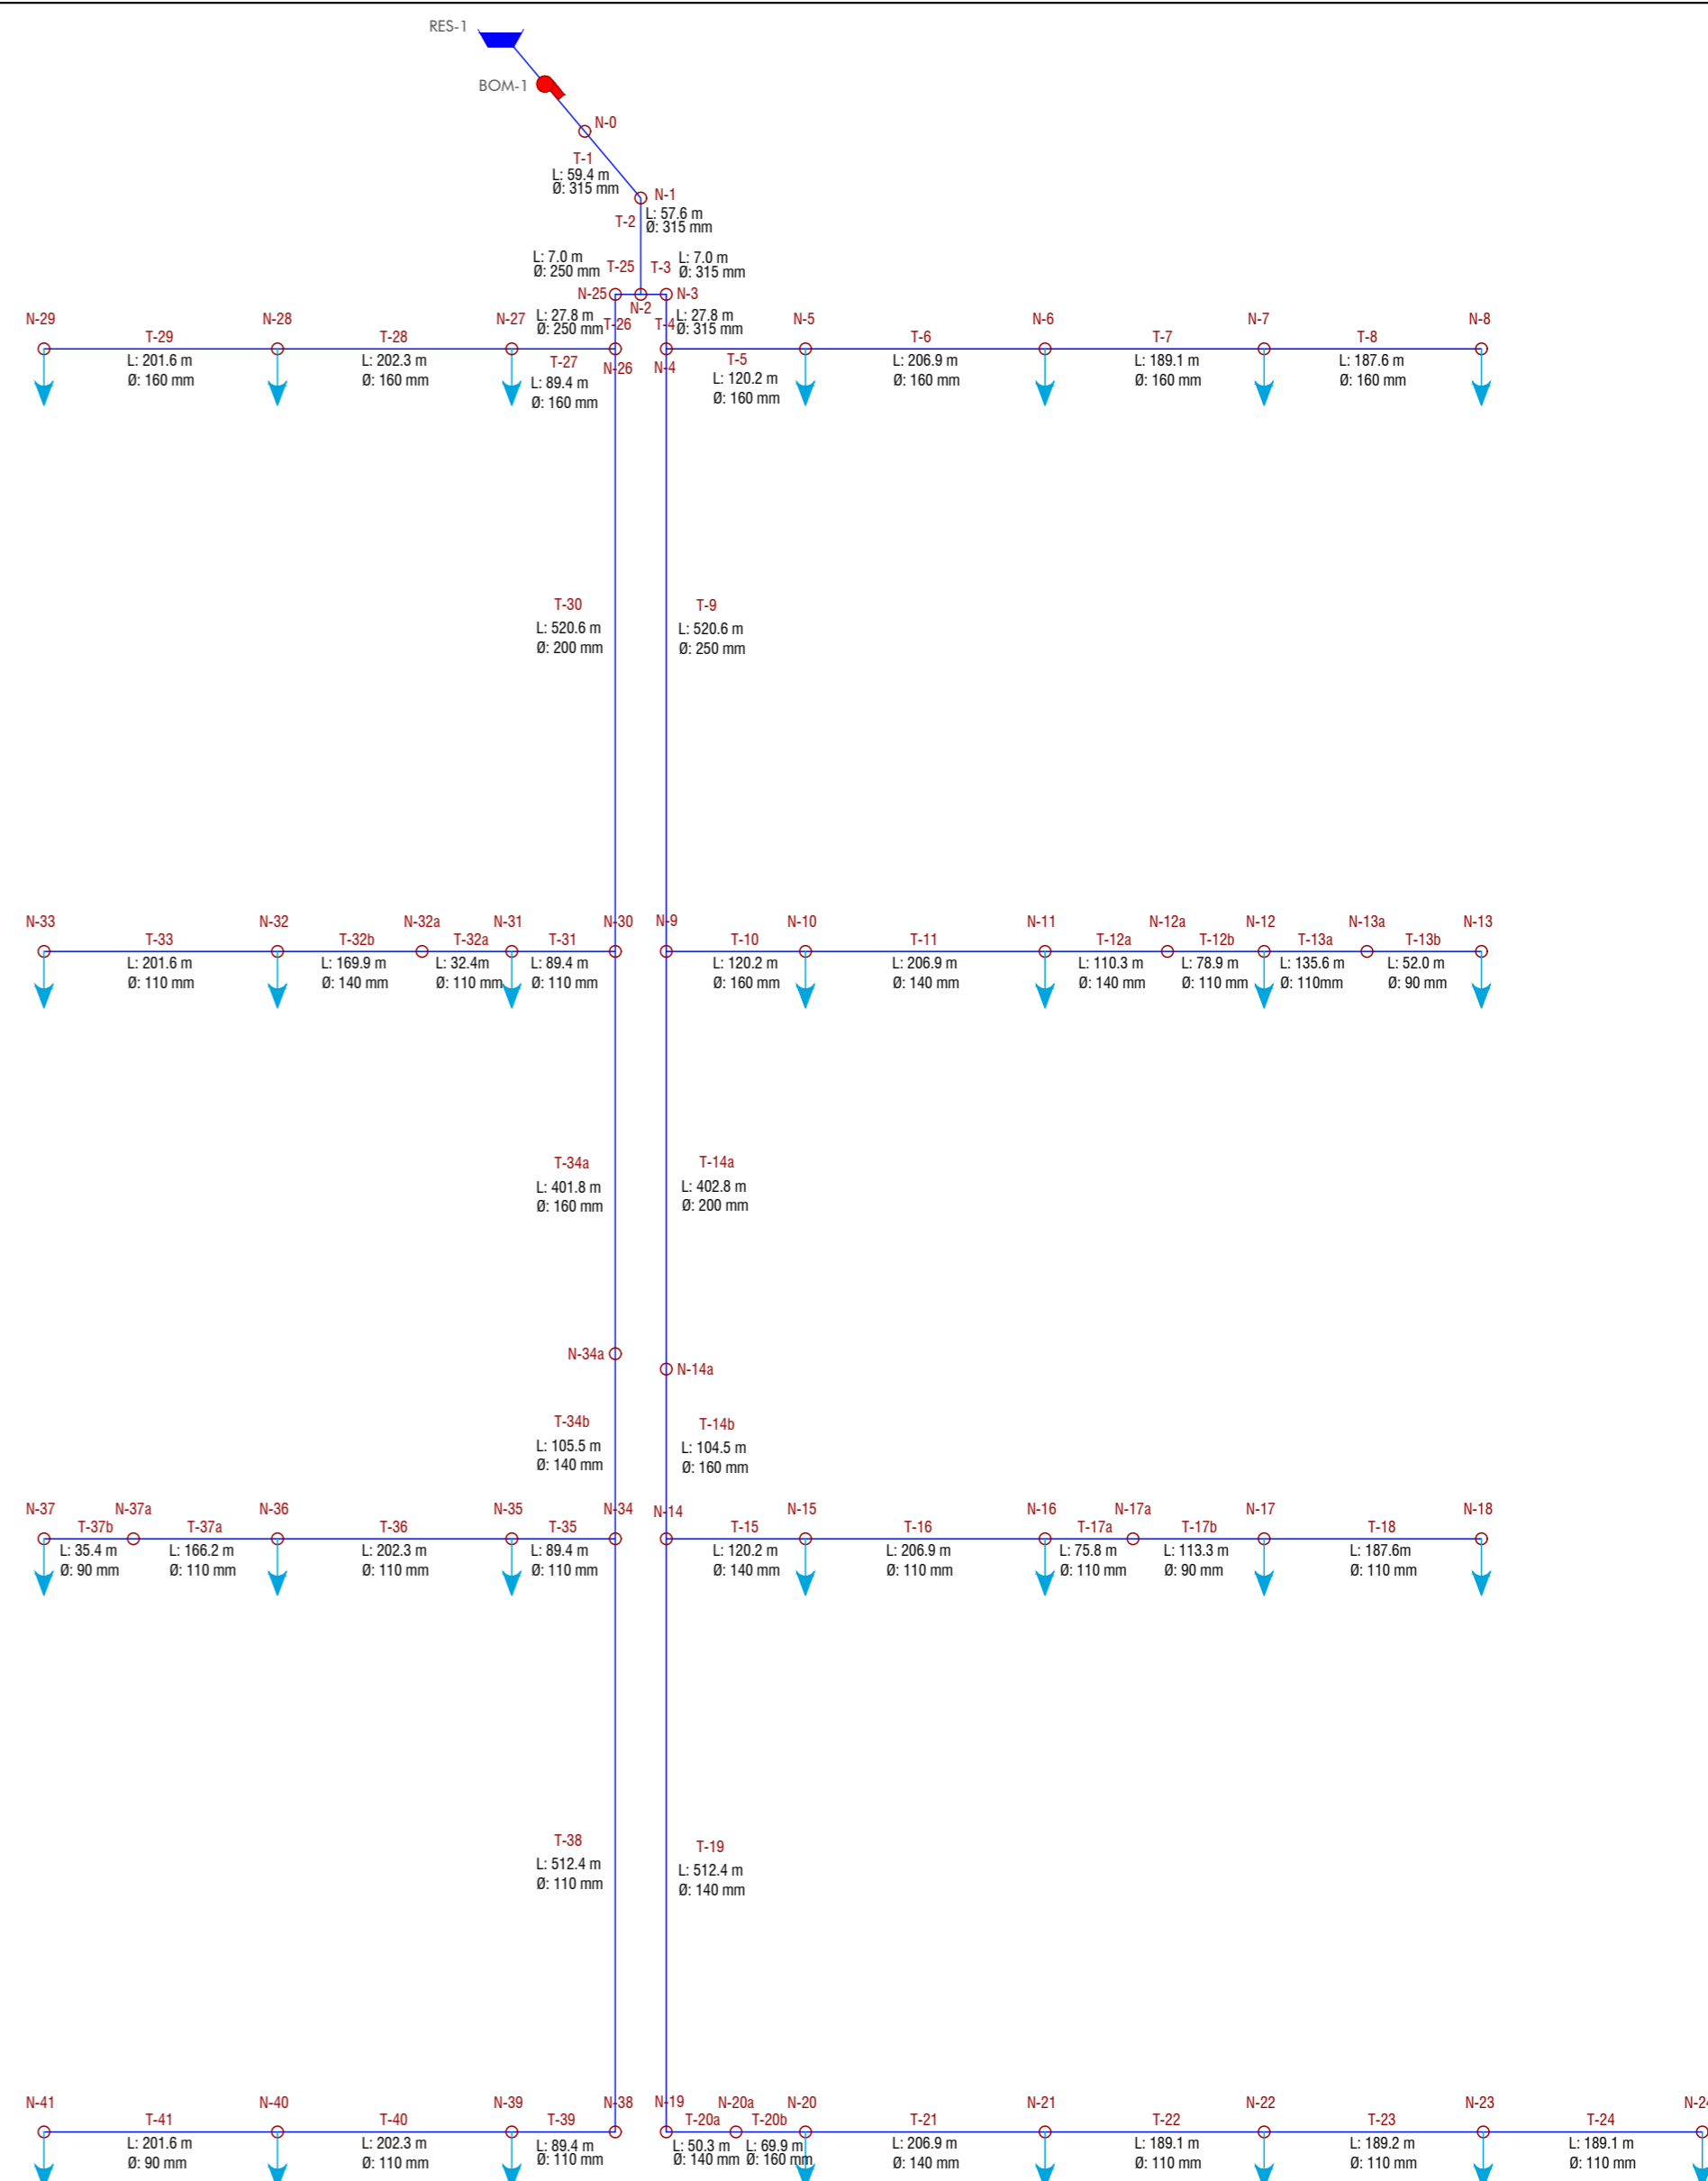 RES-1
BOM-1
N-0
T-1
L: 59.4 m
Ø: 315 mm
N-1
T-2
L: 57.6 m
Ø: 315 mm
L: 7.0 m
Ø: 250 mm
T-25
T-3
L: 7.0 m
Ø: 315 mm
N-25
N-2
N-3
L: 27.8 m
Ø: 250 mm
T-26
T-4
L: 27.8 m
Ø: 315 mm
N-29
T-29
L: 201.6 m
Ø: 160 mm
N-28
T-28
L: 202.3 m
Ø: 160 mm
N-27
T-27
L: 89.4 m
Ø: 160 mm
N-26
N-4
T-5
L: 120.2 m
Ø: 160 mm
N-5
T-6
L: 206.9 m
Ø: 160 mm
N-6
T-7
L: 189.1 m
Ø: 160 mm
N-7
T-8
L: 187.6 m
Ø: 160 mm
N-8
T-30
L: 520.6 m
Ø: 200 mm
T-9
L: 520.6 m
Ø: 250 mm
N-33
T-33
L: 201.6 m
Ø: 110 mm
N-32
T-32b
L: 169.9 m
Ø: 140 mm
N-32a
T-32a
L: 32.4m
Ø: 110 mm
N-31
T-31
L: 89.4 m
Ø: 110 mm
N-30
N-9
T-10
L: 120.2 m
Ø: 160 mm
N-10
T-11
L: 206.9 m
Ø: 140 mm
N-11
T-12a
L: 110.3 m
Ø: 140 mm
N-12a
T-12b
L: 78.9 m
Ø: 110 mm
N-12
T-13a
L: 135.6 m
Ø: 110mm
N-13a
T-13b
L: 52.0 m
Ø: 90 mm
N-13
T-34a
L: 401.8 m
Ø: 160 mm
T-14a
L: 402.8 m
Ø: 200 mm
N-34a
N-14a
T-34b
L: 105.5 m
Ø: 140 mm
T-14b
L: 104.5 m
Ø: 160 mm
N-37
T-37b
L: 35.4 m
Ø: 90 mm
N-37a
T-37a
L: 166.2 m
Ø: 110 mm
N-36
T-36
L: 202.3 m
Ø: 110 mm
N-35
T-35
L: 89.4 m
Ø: 110 mm
N-34
N-14
T-15
L: 120.2 m
Ø: 140 mm
N-15
T-16
L: 206.9 m
Ø: 110 mm
N-16
T-17a
L: 75.8 m
Ø: 110 mm
N-17a
T-17b
L: 113.3 m
Ø: 90 mm
N-17
T-18
L: 187.6m
Ø: 110 mm
N-18
T-38
L: 512.4 m
Ø: 110 mm
T-19
L: 512.4 m
Ø: 140 mm
N-41
T-41
L: 201.6 m
Ø: 90 mm
N-40
T-40
L: 202.3 m
Ø: 110 mm
N-39
T-39
L: 89.4 m
Ø: 110 mm
N-38
N-19
T-20a
L: 50.3 m
Ø: 140 mm
N-20a
T-20b
L: 69.9 m
Ø: 160 mm
N-20
T-21
L: 206.9 m
Ø: 140 mm
N-21
T-22
L: 189.1 m
Ø: 110 mm
N-22
T-23
L: 189.2 m
Ø: 110 mm
N-23
T-24
L: 189.1 m
Ø: 110 mm